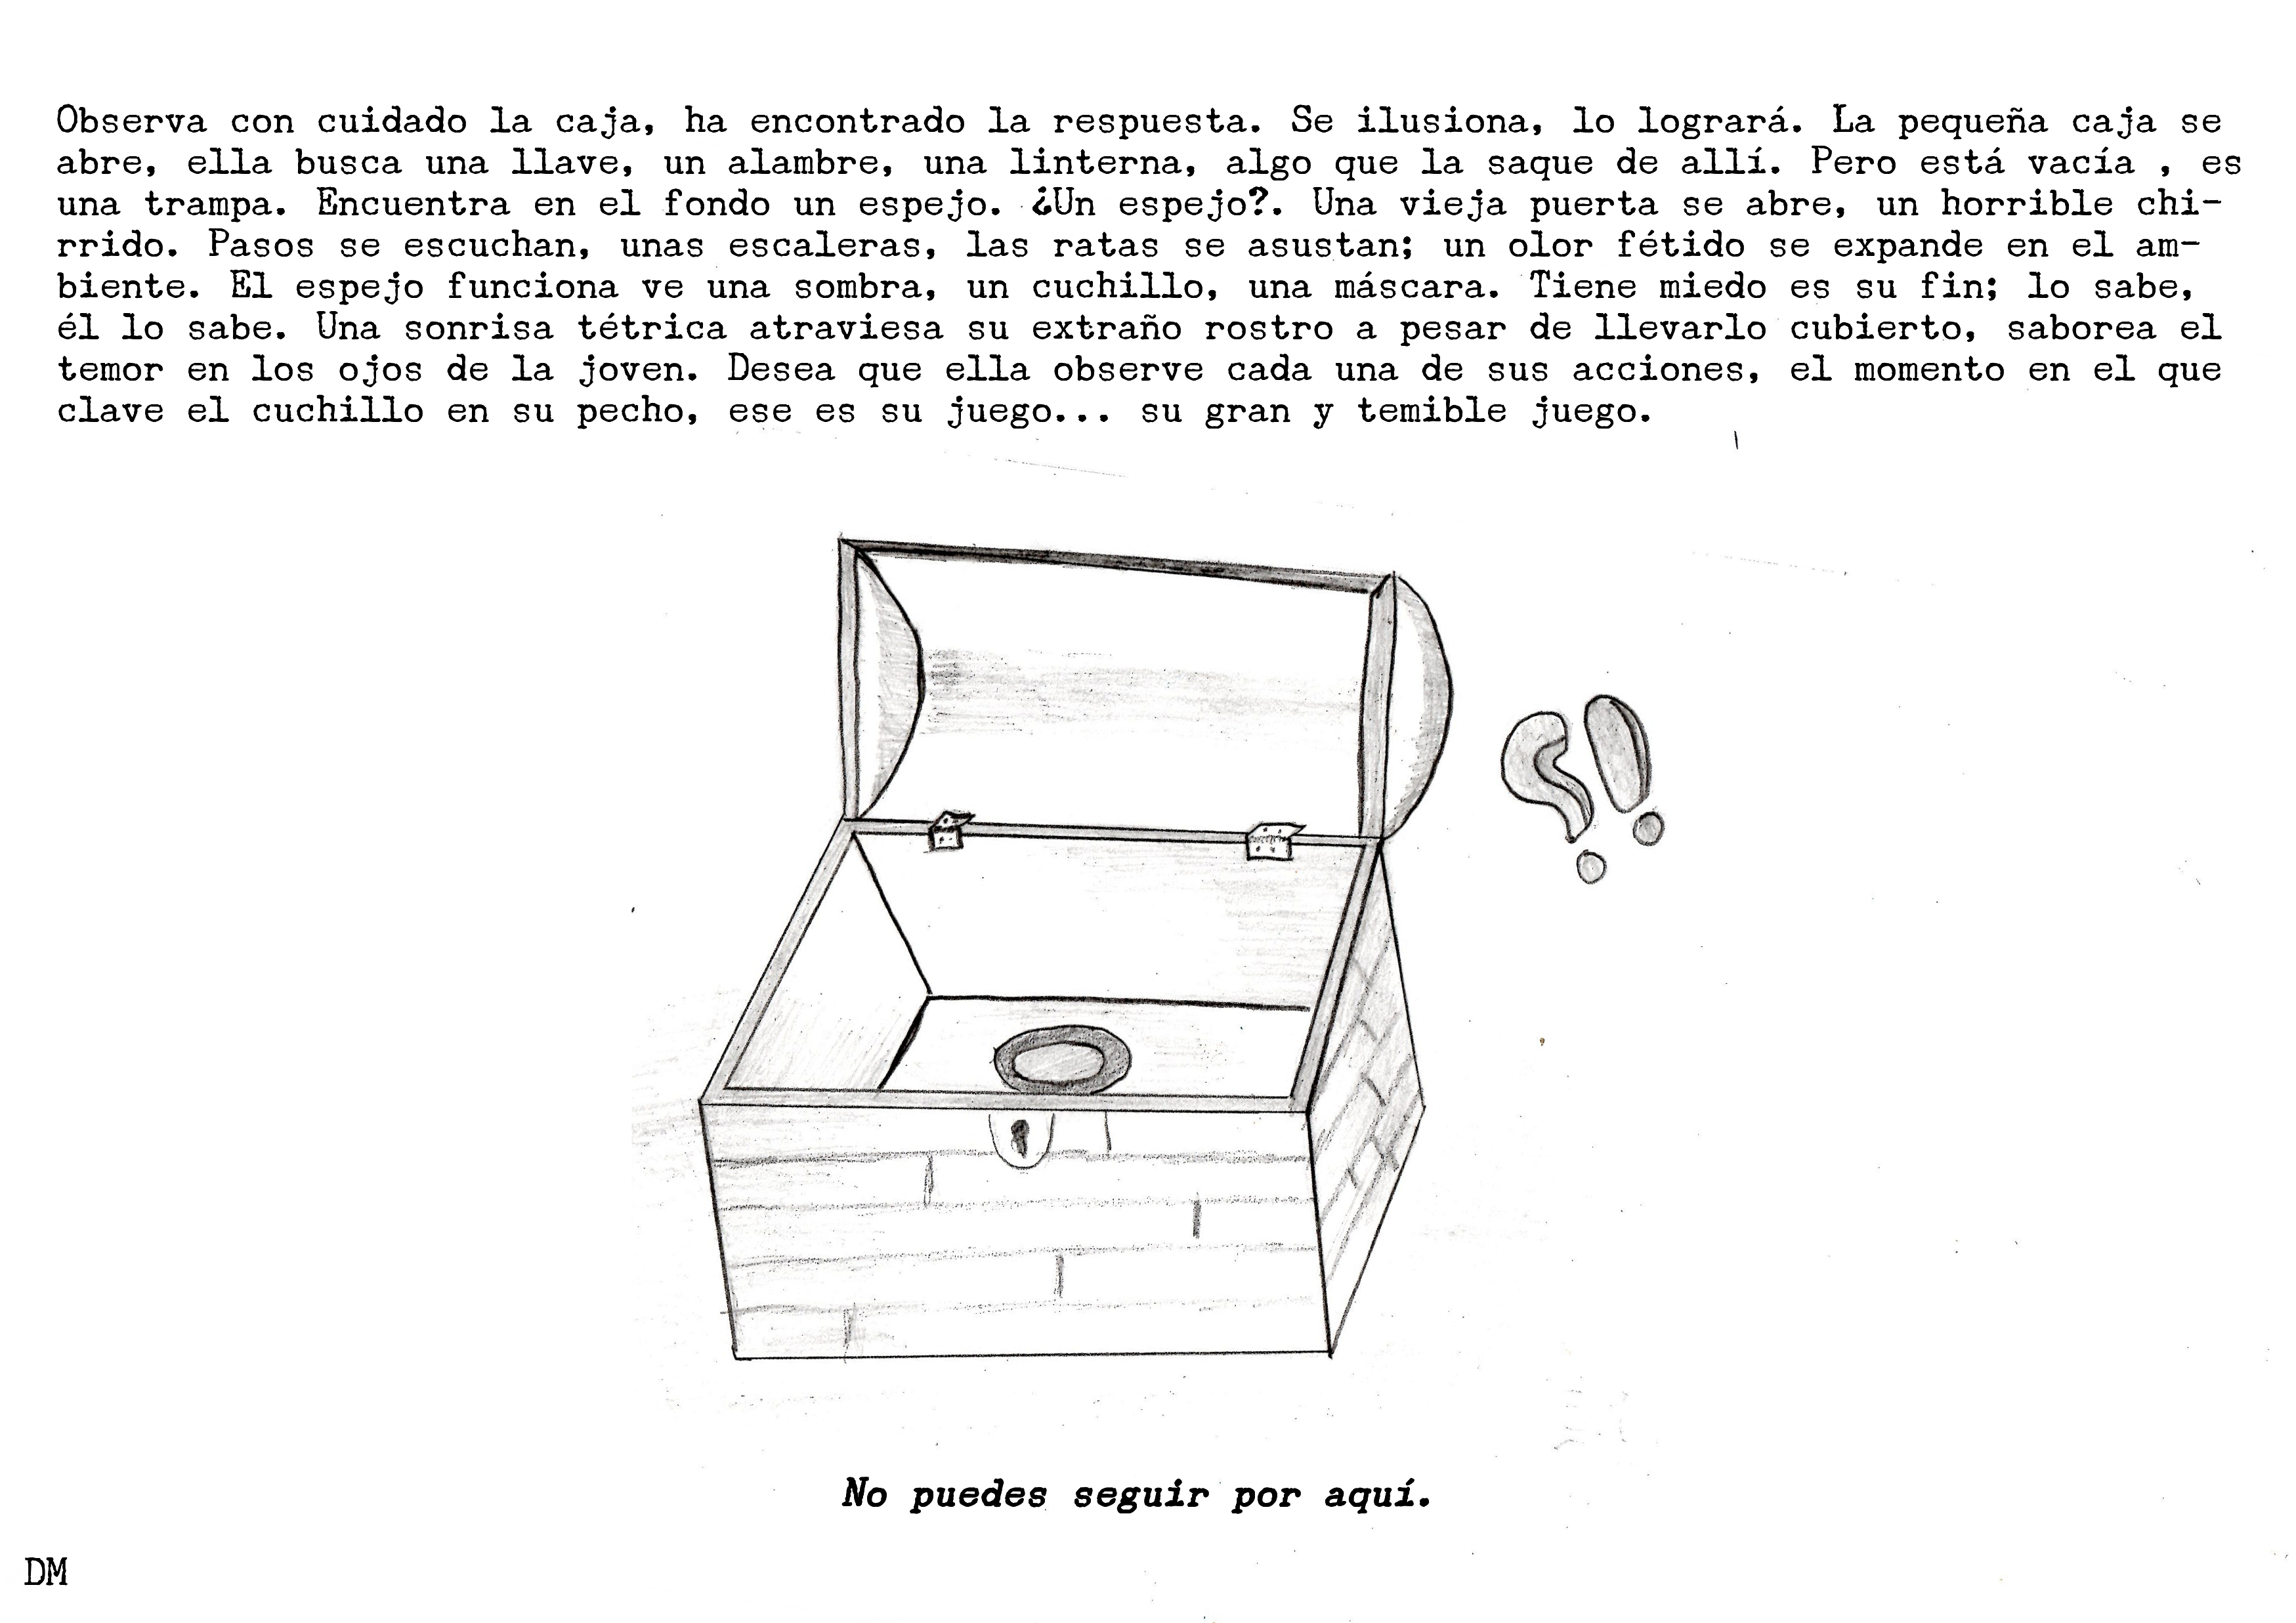 Observa con cuidado la caja, ha encontrado la respuesta. Se ilusiona, lo logrará. La pequeña caja se
abre, ella busca una llave, un alambre, una linterna, algo que la saque de allí. Pero está vacía , es
una trampa. Encuentra en el fondo un espejo. ¿Un espejo?. Una vieja puerta se abre, un horrible chi-
rrido. Pasos se escuchan, unas escaleras, las ratas se asustan; un olor fétido se expande en el am-
biente. El espejo funciona ve una sombra, un cuchillo, una máscara. Tiene miedo es su fin; lo sabe,
él lo sabe. Una sonrisa tétrica atraviesa su extraño rostro a pesar de llevarlo cubierto, saborea el
temor en los ojos de la joven. Desea que ella observe cada una de sus acciones, el momento en el que
clave el cuchillo en su pecho, ese es su juego... su gran y temible juego.
?!
No puedes seguir por aquí.
DM